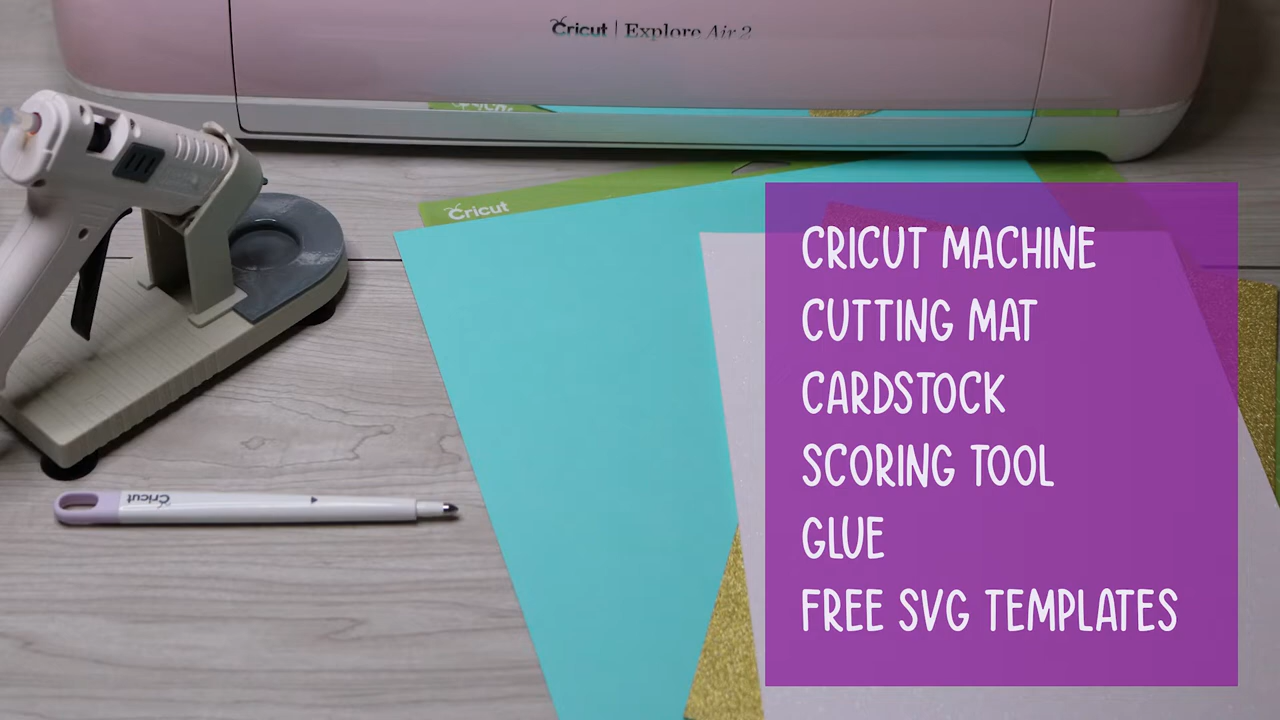 Cricut | Explore Air 2
Cricut
Cricut
CRICUT MACHINE
CUTTING MAT
CARDSTOCK
SCORING TOOL
GLUE
FREE SVG TEMPLATES